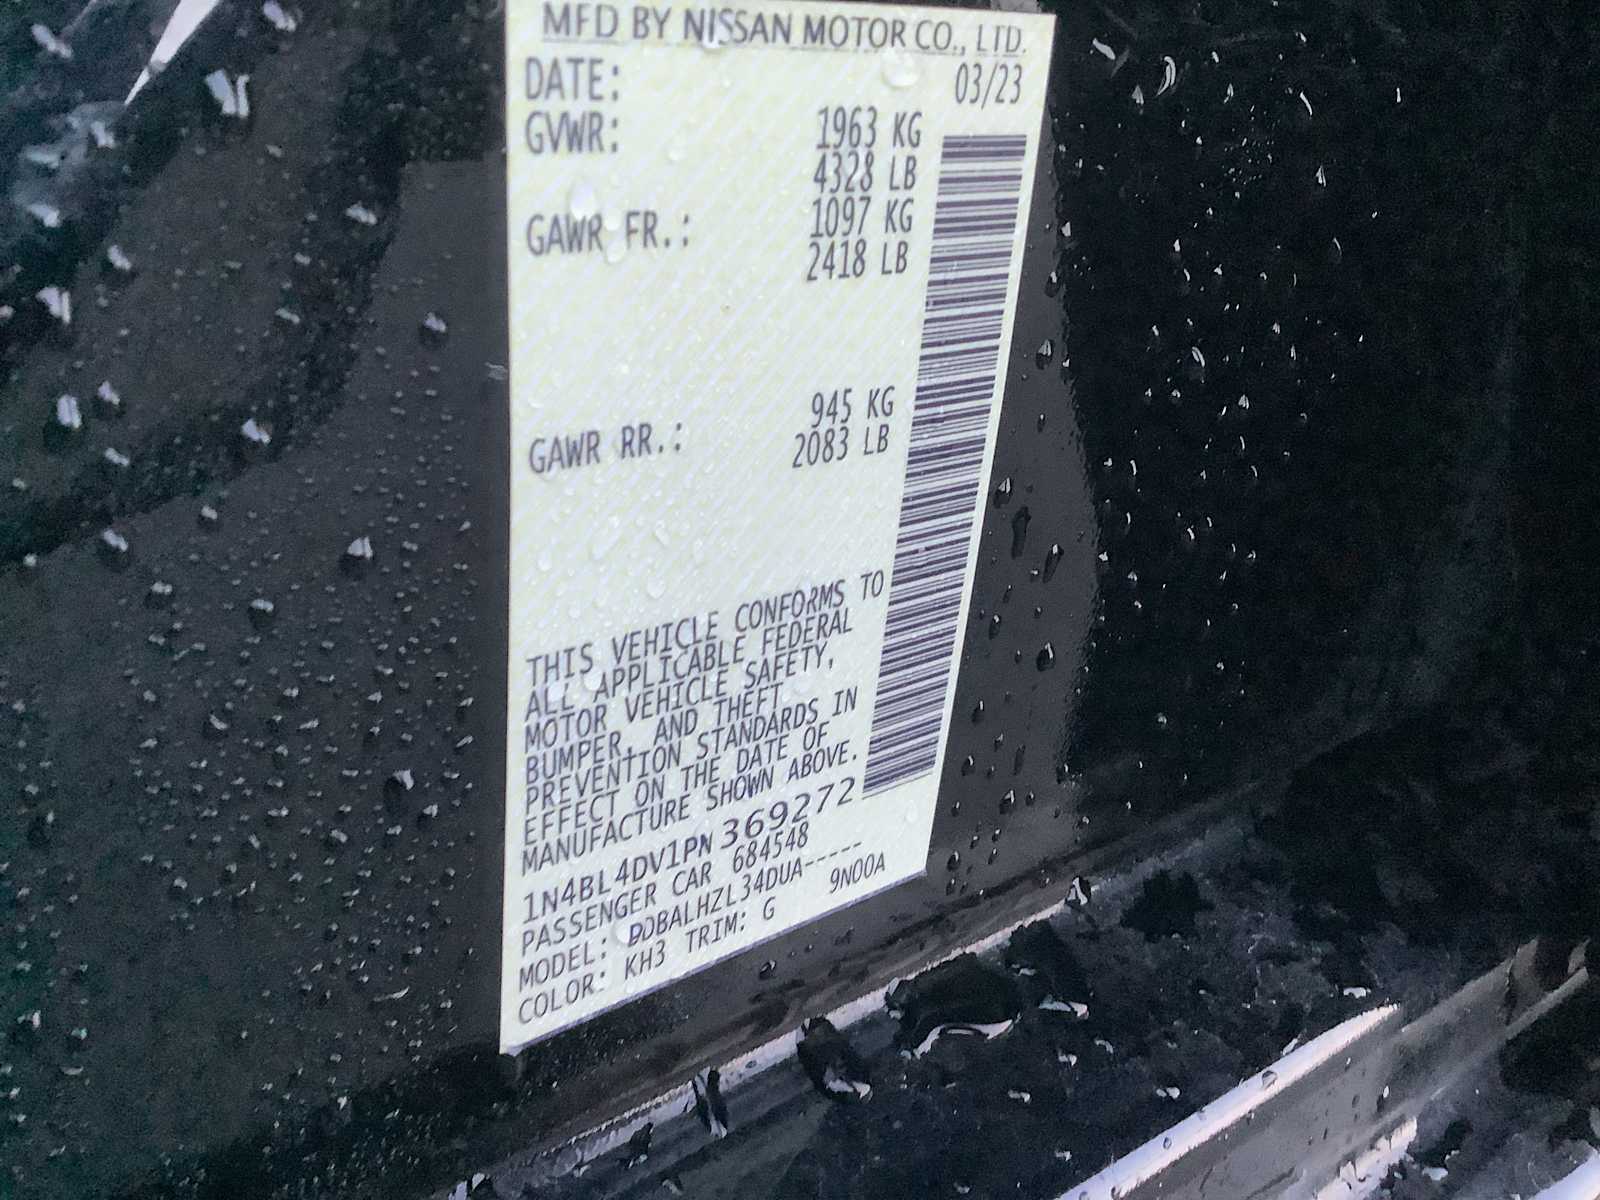 MFD BY NISSAN MOTOR CO., LTD.
DATE: 03/23
GVWR: 1963 KG
4328 LB
GAWR FR.: 1097 KG
2418 LB
GAWR RR.: 945 KG
2083 LB
THIS VEHICLE CONFORMS TO
ALL APPLICABLE FEDERAL
MOTOR VEHICLE SAFETY,
BUMPER, AND THEFT
PREVENTION STANDARDS IN
EFFECT ON THE DATE OF
MANUFACTURE SHOWN ABOVE.
1N4BL4DV1PN369272
PASSENGER CAR 684548
MODEL: BDBALHZL34DUA-----
COLOR: KH3 TRIM: G 9N00A